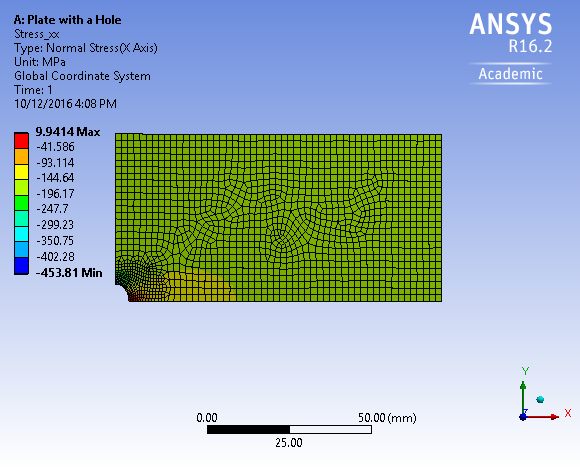 A: Plate with a Hole
Stress_xx
Type: Normal Stress(X Axis)
Unit: MPa
Global Coordinate System
Time: 1
10/12/2016 4:08 PM
ANSYS
R16.2
Academic
9.9414 Max
-41.586
-93.114
-144.64
-196.17
-247.7
-299.23
-350.75
-402.28
-453.81 Min
0.00
50.00 (mm)
25.00
Y
Z
X